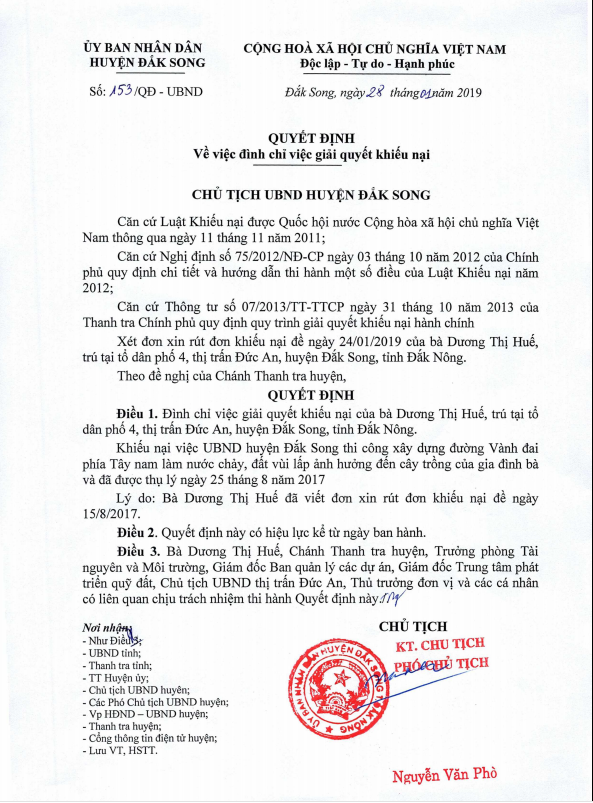 ỦY BAN NHÂN DÂN
HUYỆN ĐẮK SONG
CỘNG HOÀ XÃ HỘI CHỦ NGHĨA VIỆT NAM
Độc lập - Tự do - Hạnh phúc
Số: 153/QĐ - UBND
Đắk Song, ngày 28 tháng 01 năm 2019
QUYẾT ĐỊNH
Về việc đình chỉ việc giải quyết khiếu nại
CHỦ TỊCH UBND HUYỆN ĐẮK SONG
Căn cứ Luật Khiếu nại được Quốc hội nước Cộng hòa xã hội chủ nghĩa Việt
Nam thông qua ngày 11 tháng 11 năm 2011;
Căn cứ Nghị định số 75/2012/NĐ-CP ngày 03 tháng 10 năm 2012 của Chính
phủ quy định chi tiết và hướng dẫn thi hành một số điều của Luật Khiếu nại năm
2012;
Căn cứ Thông tư số 07/2013/TT-TTCP ngày 31 tháng 10 năm 2013 của
Thanh tra Chính phủ quy định quy trình giải quyết khiếu nại hành chính
Xét đơn xin rút đơn khiếu nại đề ngày 24/01/2019 của bà Dương Thị Huế,
trú tại tổ dân phố 4, thị trấn Đức An, huyện Đắk Song, tỉnh Đắk Nông.
Theo đề nghị của Chánh Thanh tra huyện,
QUYẾT ĐỊNH
Điều 1. Đình chỉ việc giải quyết khiếu nại của bà Dương Thị Huế, trú tại tổ
dân phố 4, thị trấn Đức An, huyện Đắk Song, tỉnh Đắk Nông.
Khiếu nại việc UBND huyện Đắk Song thi công xây dựng đường Vành đai
phía Tây nam làm nước chảy, đất vùi lấp ảnh hưởng đến cây trồng của gia đình bà
và đã được thụ lý ngày 25 tháng 8 năm 2017
Lý do: Bà Dương Thị Huế đã viết đơn xin rút đơn khiếu nại đề ngày
15/8/2017.
Điều 2. Quyết định này có hiệu lực kể từ ngày ban hành.
Điều 3. Bà Dương Thị Huế, Chánh Thanh tra huyện, Trưởng phòng Tài
nguyên và Môi trường, Giám đốc Ban quản lý các dự án, Giám đốc Trung tâm phát
triển quỹ đất, Chủ tịch UBND thị trấn Đức An, Thủ trưởng đơn vị và các cá nhân
có liên quan chịu trách nhiệm thi hành Quyết định này
Nơi nhận:
- Như Điều 3;
- UBND tỉnh;
- Thanh tra tỉnh;
- TT Huyện ủy;
- Chủ tịch UBND huyện;
- Các Phó Chủ tịch UBND huyện;
- Vp HĐND – UBND huyện;
- Thanh tra huyện;
- Cổng thông tin điện tử huyện;
- Lưu VT, HSTT.
CHỦ TỊCH
KT. CHỦ TỊCH
PHÓ CHỦ TỊCH
ỦY BAN NHÂN DÂN HUYỆN ĐẮK SONG
ĐẮK NÔNG
Nguyễn Văn Phò